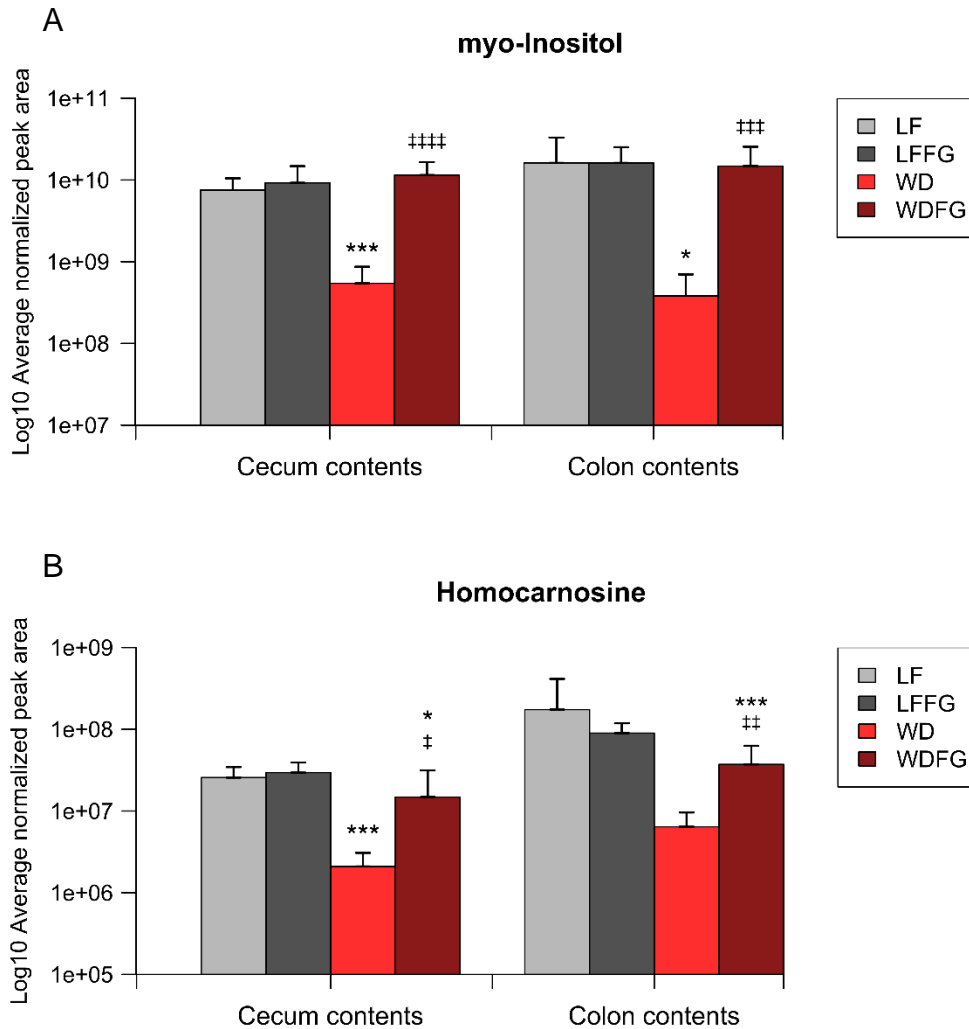 A
myo-Inositol
Log10 Average normalized peak area
1e+11
1e+10
1e+09
1e+08
1e+07
‡‡‡‡
***
‡‡‡
*
Cecum contents
Colon contents
LF
LFFG
WD
WDFG
B
Homocarnosine
Log10 Average normalized peak area
1e+09
1e+08
1e+07
1e+06
1e+05
*
‡
***
***
‡‡
Cecum contents
Colon contents
LF
LFFG
WD
WDFG